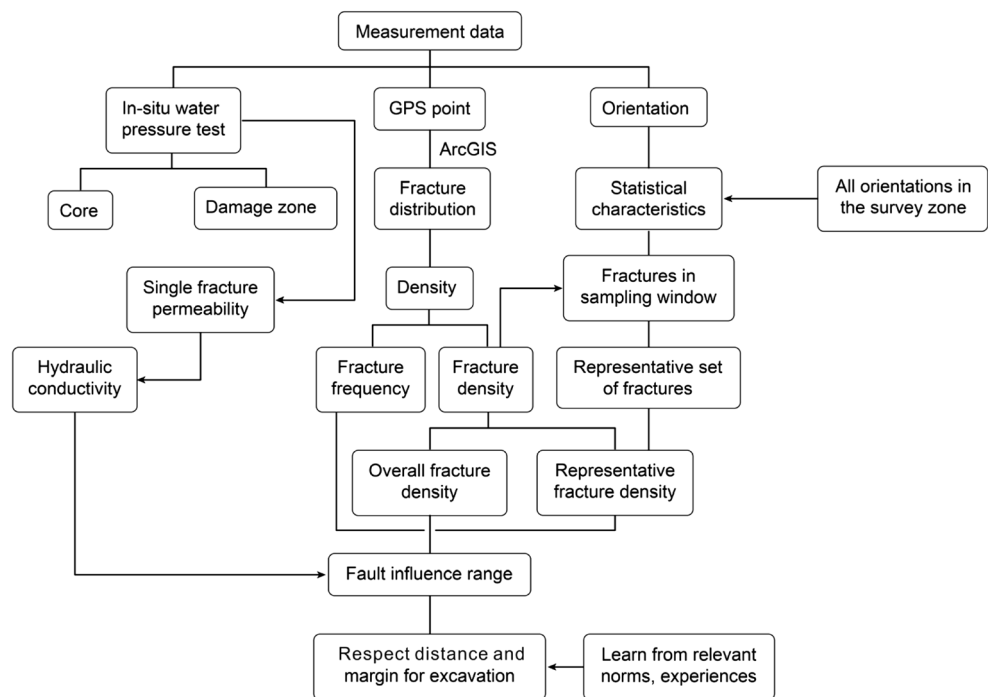 Measurement data
In-situ water
pressure test
GPS point
Orientation
ArcGIS
Core
Damage zone
Fracture
distribution
Statistical
characteristics
All orientations in
the survey zone
Single fracture
permeability
Density
Fractures in
sampling window
Hydraulic
conductivity
Fracture
frequency
Fracture
density
Representative set
of fractures
Overall fracture
density
Representative
fracture density
Fault influence range
Respect distance and
margin for excavation
Learn from relevant
norms, experiences